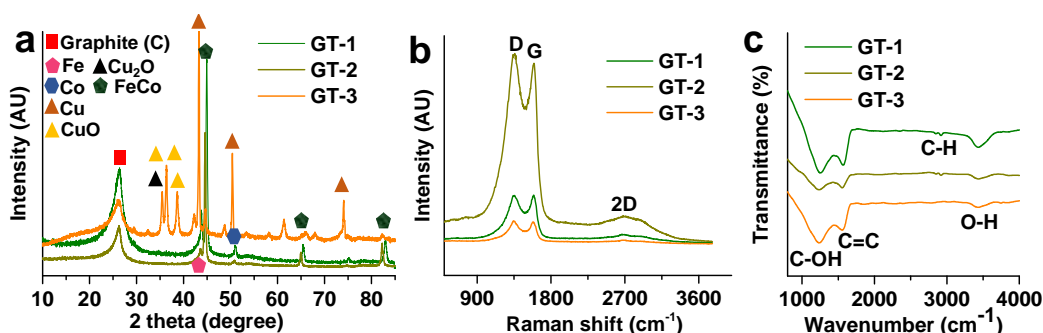 a
Graphite (C)
Fe
Cu₂O
Co
FeCo
Cu
CuO
GT-1
GT-2
GT-3
Intensity (AU)
10 20 30 40 50 60 70 80
2 theta (degree)
b
D G
GT-1
GT-2
GT-3
2D
Intensity (AU)
900 1800 2700 3600
Raman shift (cm⁻¹)
c
GT-1
GT-2
GT-3
C-H
O-H
C=C
C-OH
Transmittance (%)
1000 2000 3000 4000
Wavenumber (cm⁻¹)